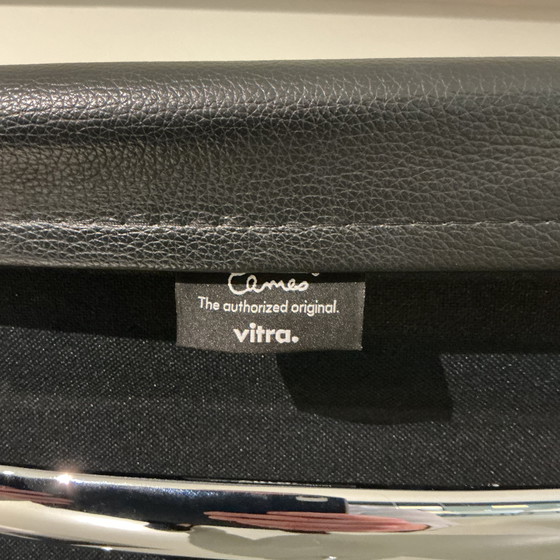 Eames
The authorized original.
vitra.